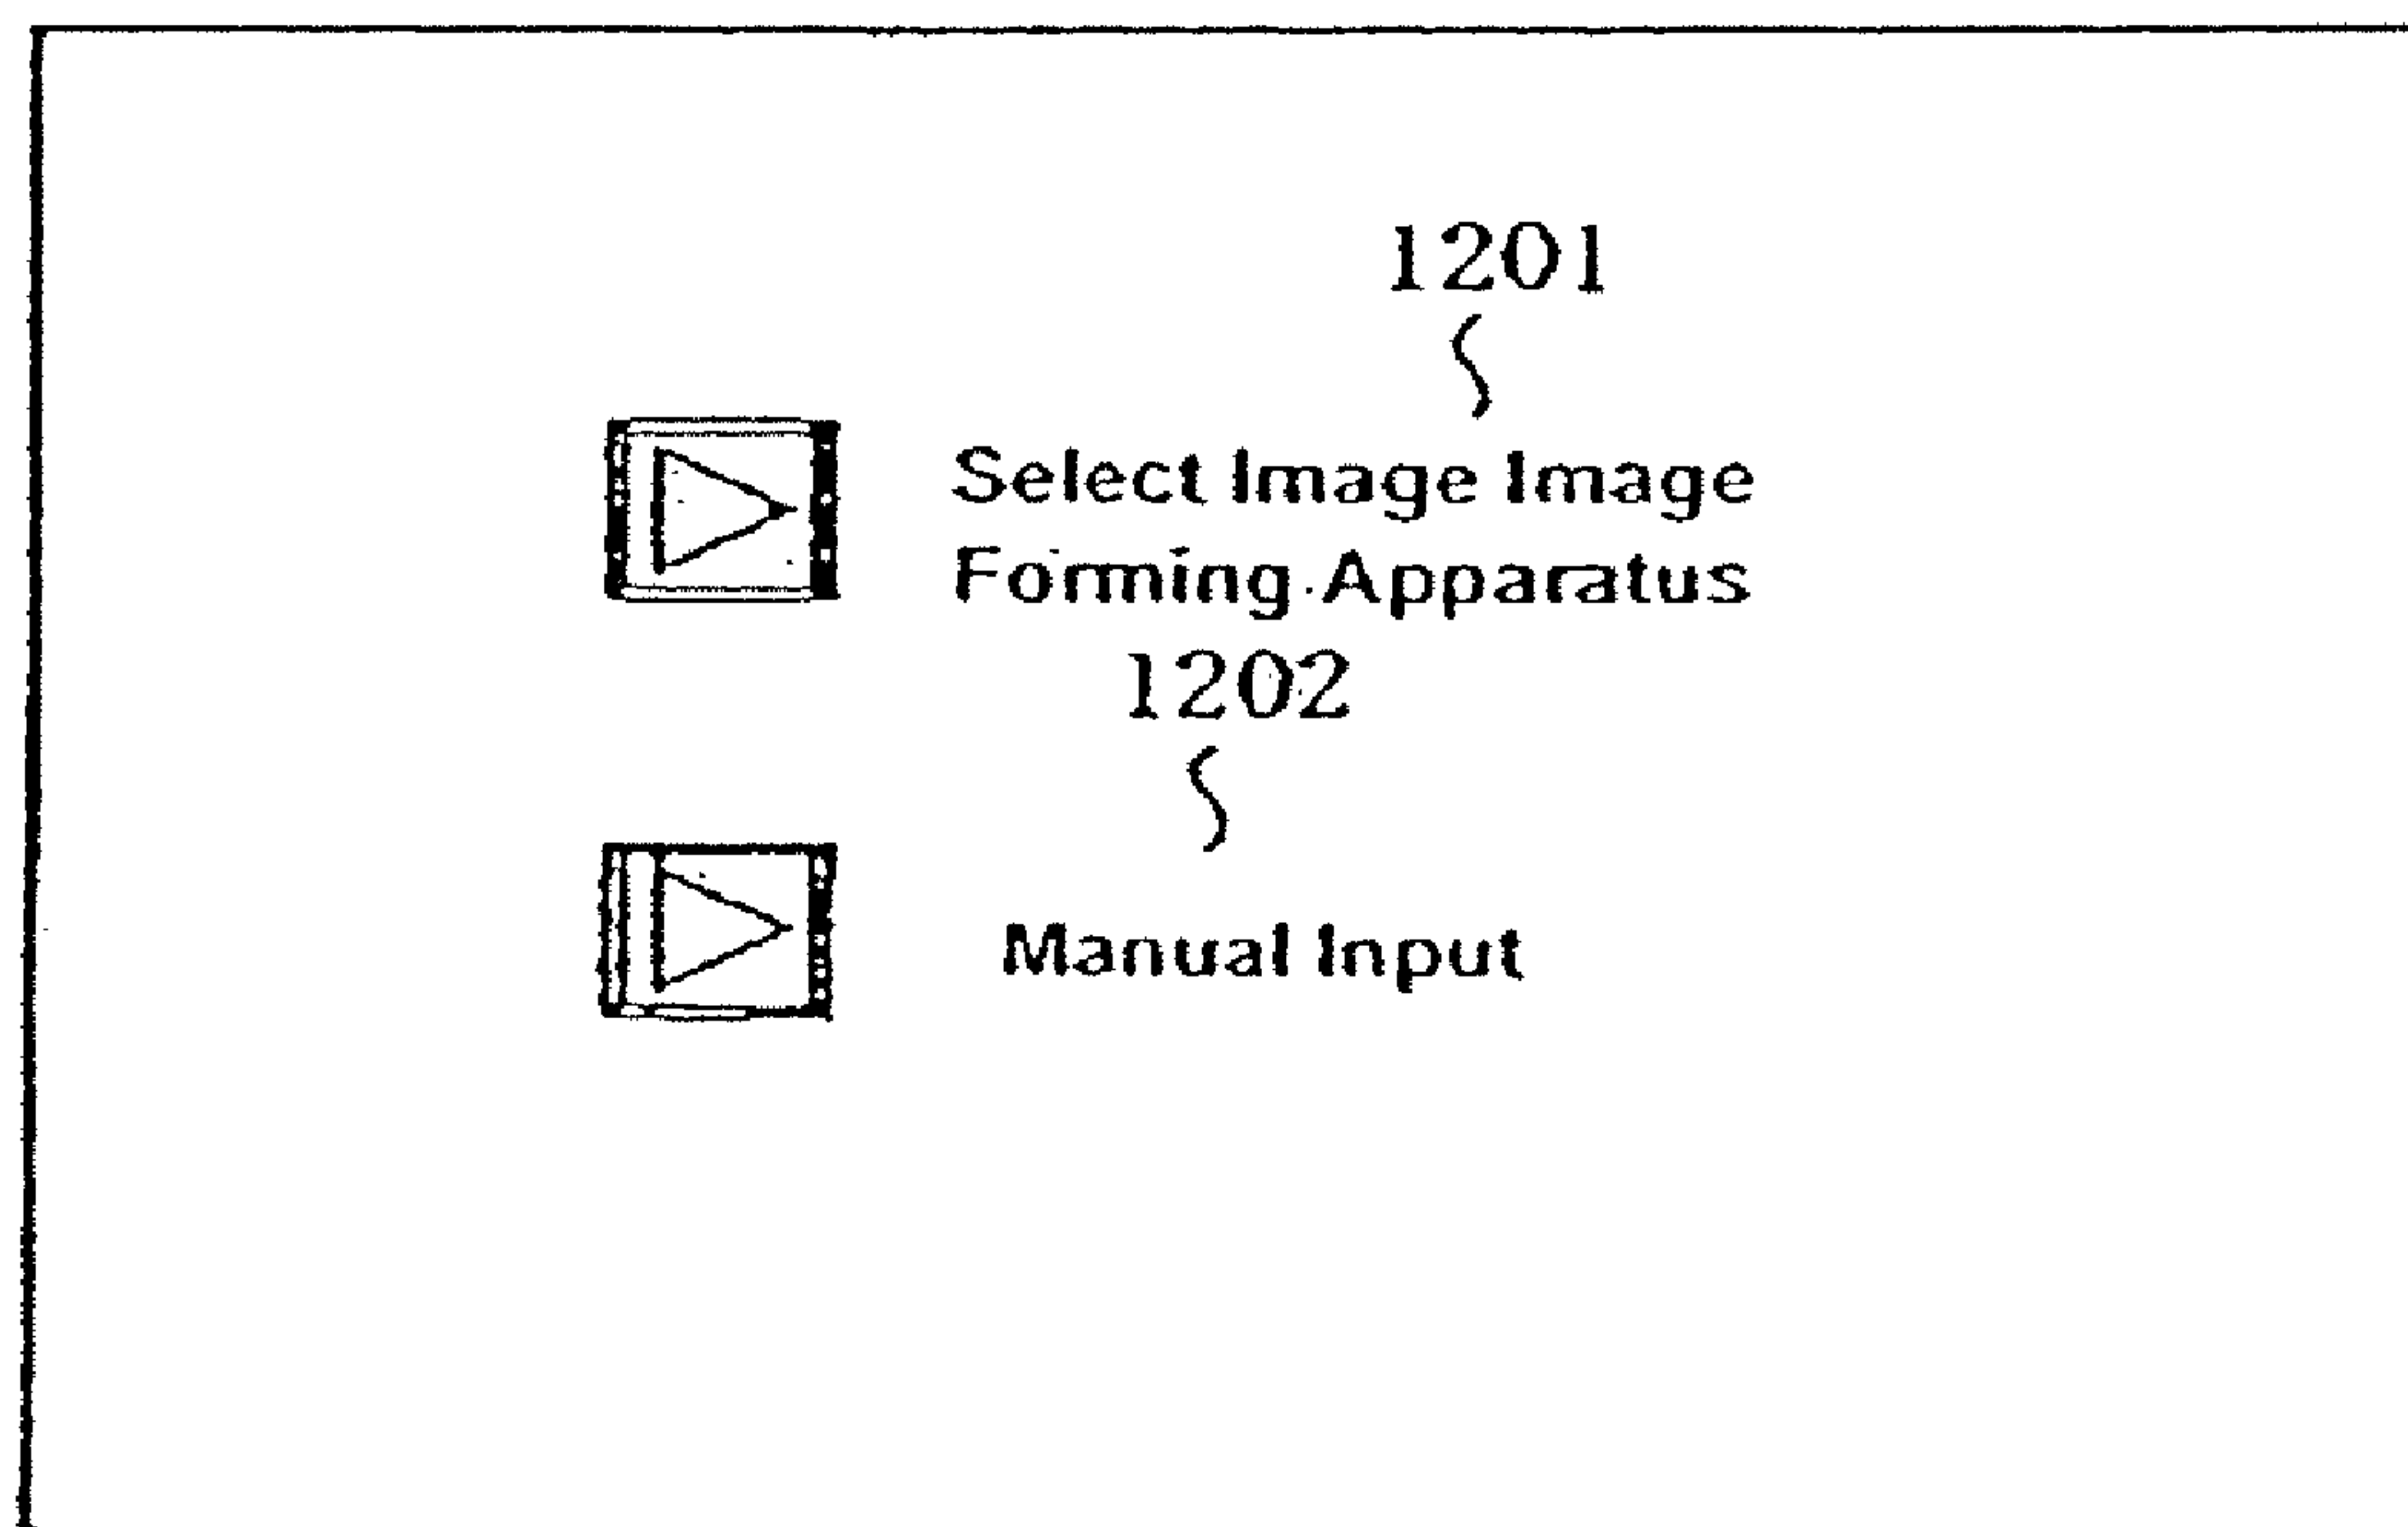 1201
Select Image Image
Forming Apparatus
1202
Manual Input